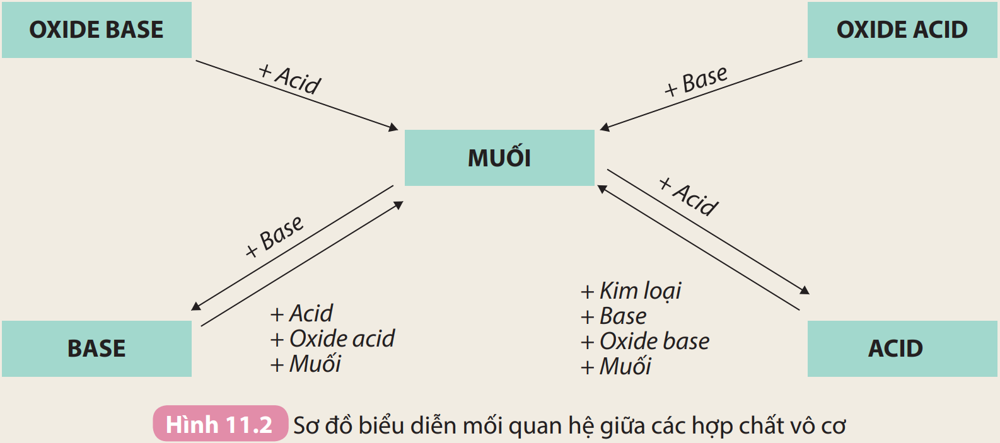 OXIDE BASE
OXIDE ACID
+ Acid
+ Base
MUỐI
+ Base
+ Acid
+ Acid
+ Oxide acid
+ Muối
+ Kim loại
+ Base
+ Oxide base
+ Muối
BASE
ACID
Hình 11.2 Sơ đồ biểu diễn mối quan hệ giữa các hợp chất vô cơ